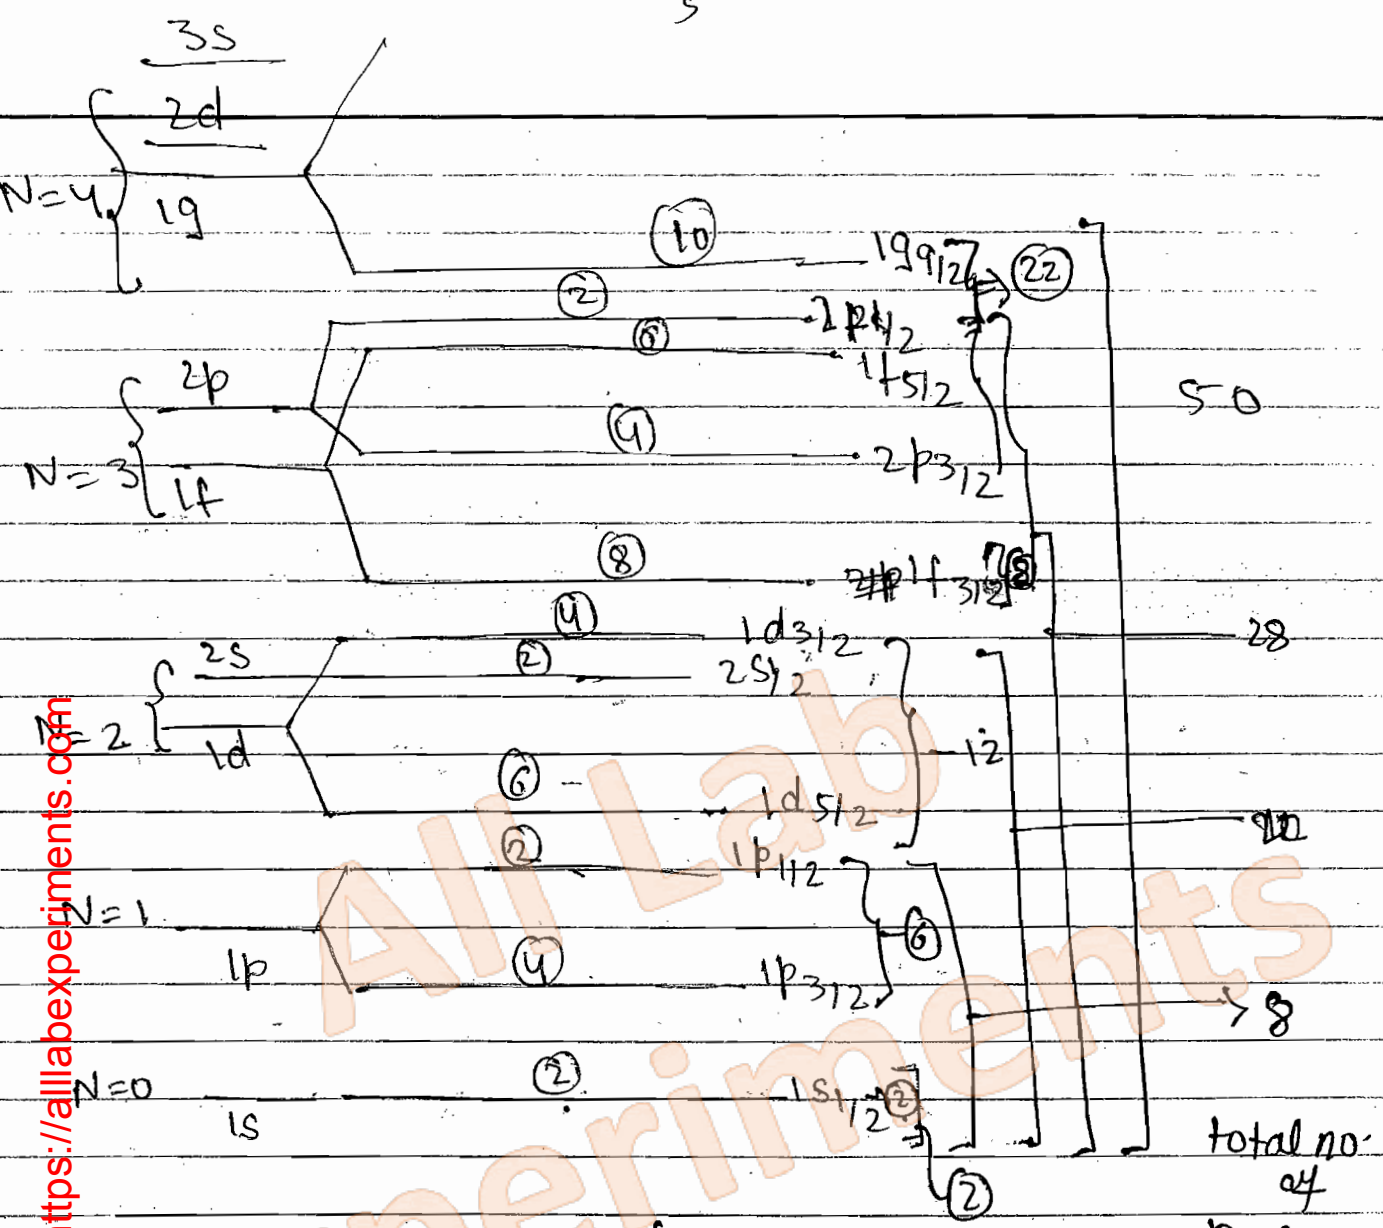 3s
2d
N=4
1g
10
1g9/2
22
2
2p1/2
6
1f5/2
50
2p
4
2p3/2
N=3
1f
8
1f 3/2
8
4
1d3/2
28
2s
2
2s1/2
N=2
1d
12
6
1d5/2
2
1p1/2
N=1
6
1p
4
1p3/2
8
N=0
2
1s1/2
2
1s
total no.
of
2
All Lab
Experiments
https://alllabexperiments.com